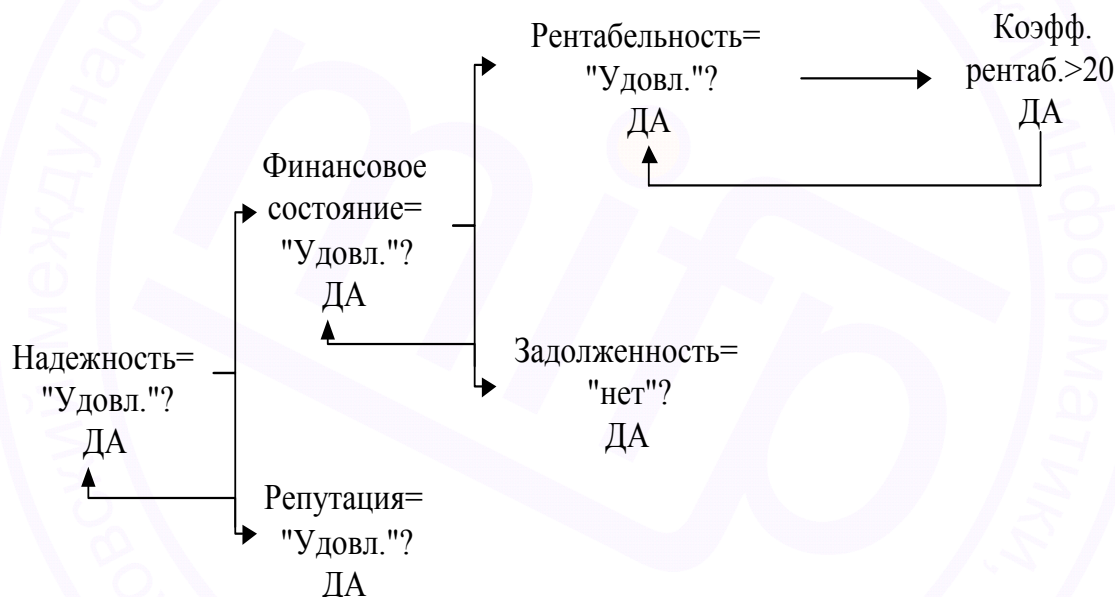 Рентабельность=
"Удовл."?
ДА
Коэфф.
рентаб.>20
ДА
Финансовое
состояние=
"Удовл."?
ДА
Надежность=
"Удовл."?
ДА
Задолженность=
"нет"?
ДА
Репутация=
"Удовл."?
ДА
mifp